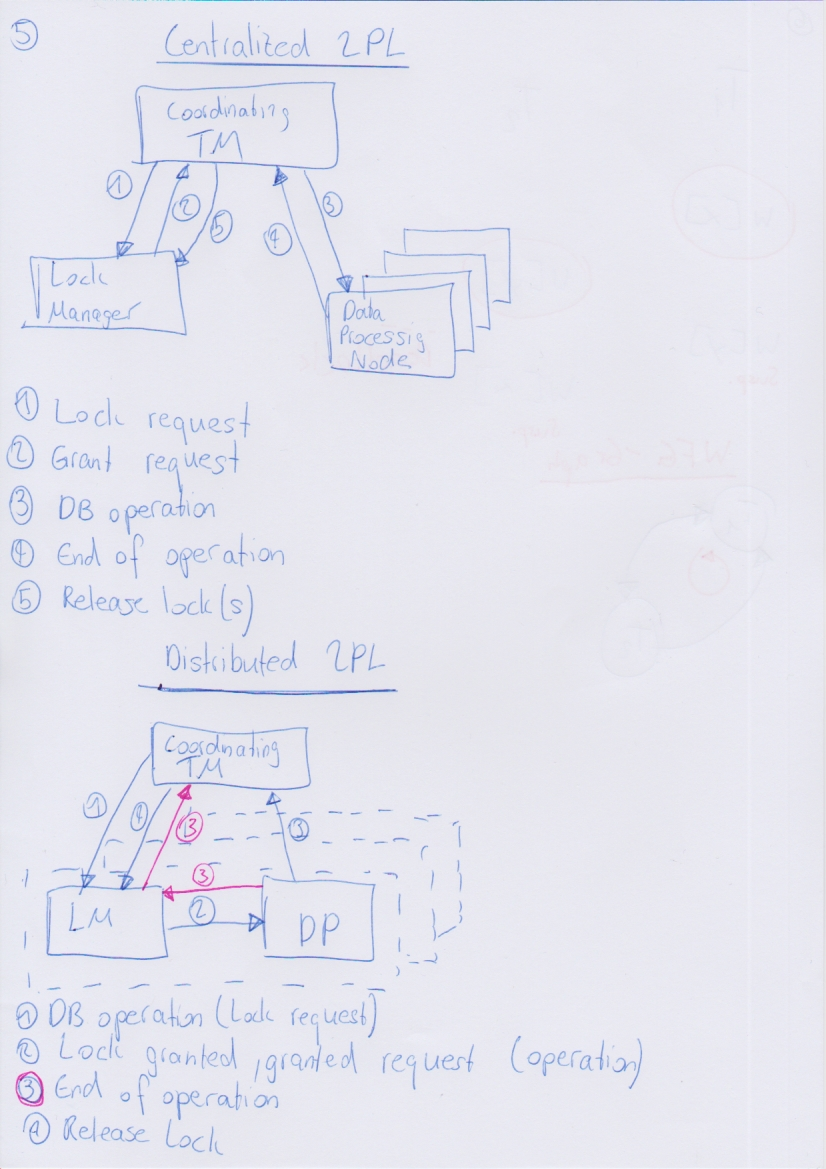 ⑤ Centralized 2PL
Coordinating
TM
① ② ⑤ ④ ③
Lock
Manager
Data
Processig
Node
① Lock request
② Grant request
③ DB operation
④ End of operation
⑤ Release lock(s)
Distributed 2PL
Coordinating
TM
① ④ ③ ③
③
LM ② DP
① DB operation (Lock request)
② Lock granted, granted request (operation)
③ End of operation
④ Release Lock